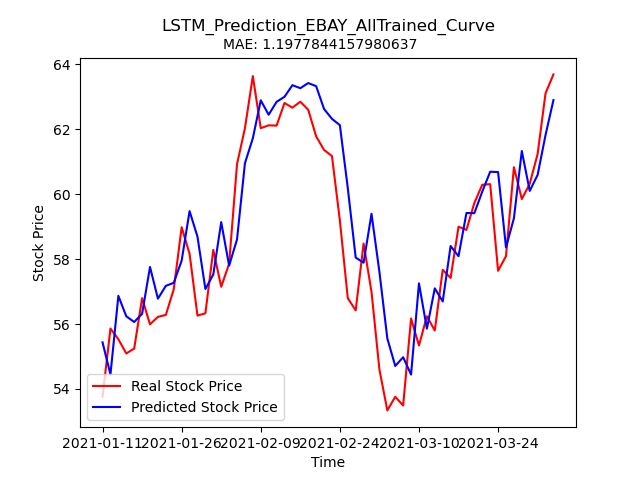 LSTM_Prediction_EBAY_AllTrained_Curve
MAE: 1.1977844157980637
Stock Price
64
62
60
58
56
54
Real Stock Price
Predicted Stock Price
2021-01-11 2021-01-26 2021-02-09 2021-02-24 2021-03-10 2021-03-24
Time